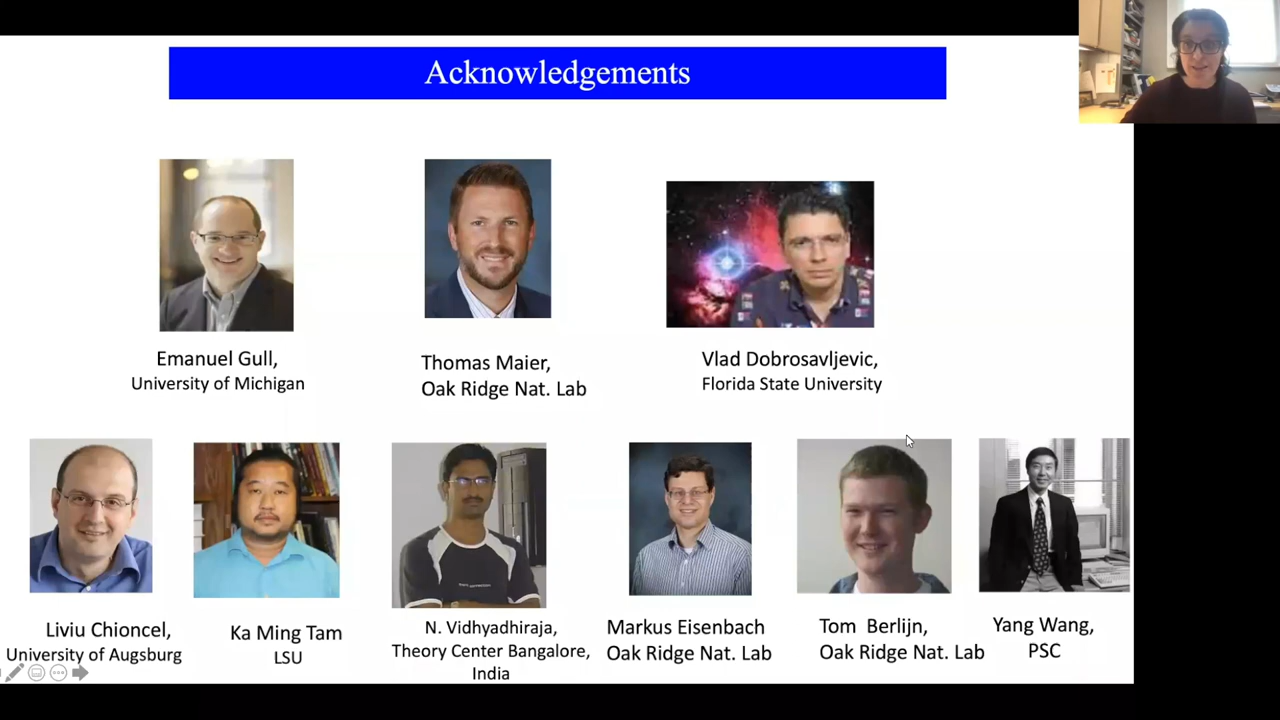 Acknowledgements
Emanuel Gull,
University of Michigan
Thomas Maier,
Oak Ridge Nat. Lab
Vlad Dobrosavljevic,
Florida State University
Liviu Chioncel,
University of Augsburg
Ka Ming Tam
LSU
N. Vidhyadhiraja,
Theory Center Bangalore,
India
Markus Eisenbach
Oak Ridge Nat. Lab
Tom Berlijn,
Oak Ridge Nat. Lab
Yang Wang,
PSC